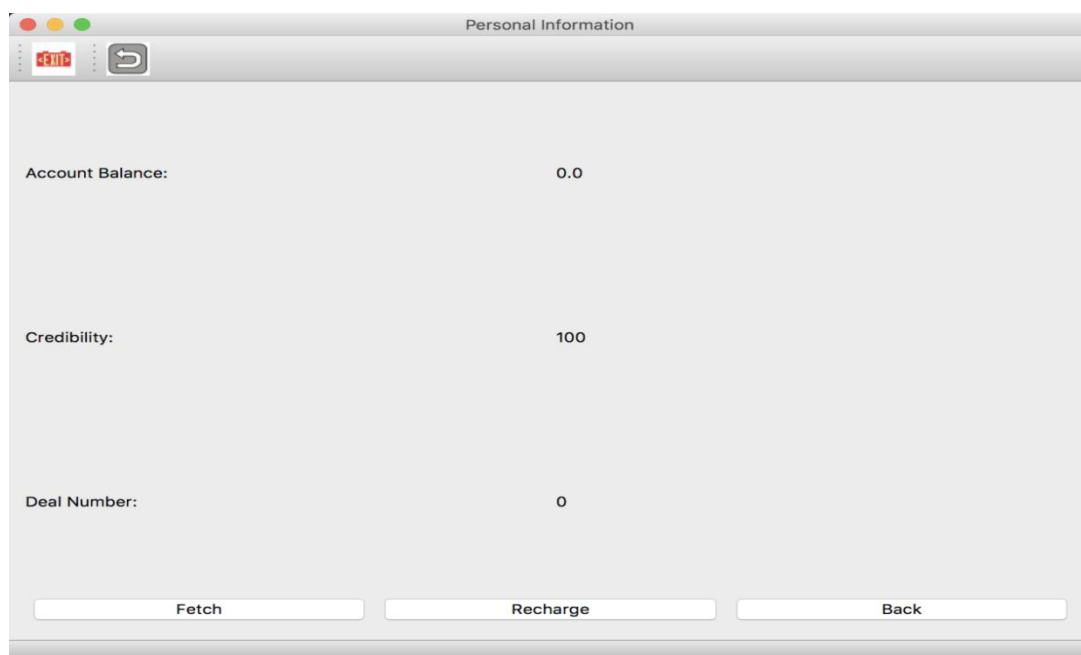 Personal Information
<EXIT>
Account Balance: 0.0
Credibility: 100
Deal Number: 0
Fetch Recharge Back